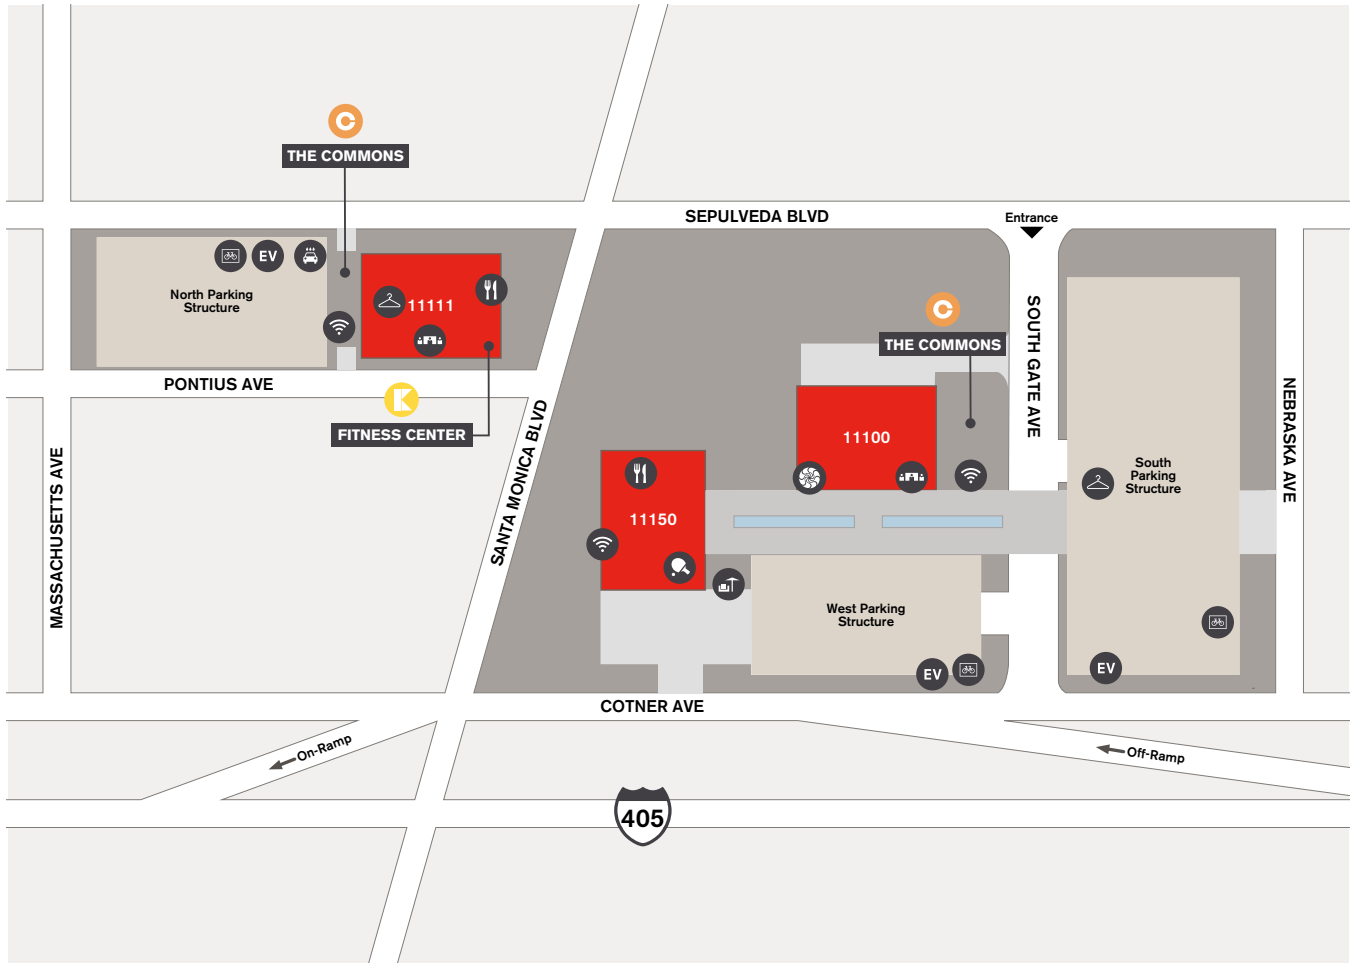 THE COMMONS
SEPULVEDA BLVD
Entrance
EV
North Parking
Structure
11111
THE COMMONS
SOUTH GATE AVE
PONTIUS AVE
FITNESS CENTER
SANTA MONICA BLVD
MASSACHUSETTS AVE
NEBRASKA AVE
11100
South
Parking
Structure
11150
West Parking
Structure
EV
EV
COTNER AVE
On-Ramp
Off-Ramp
405